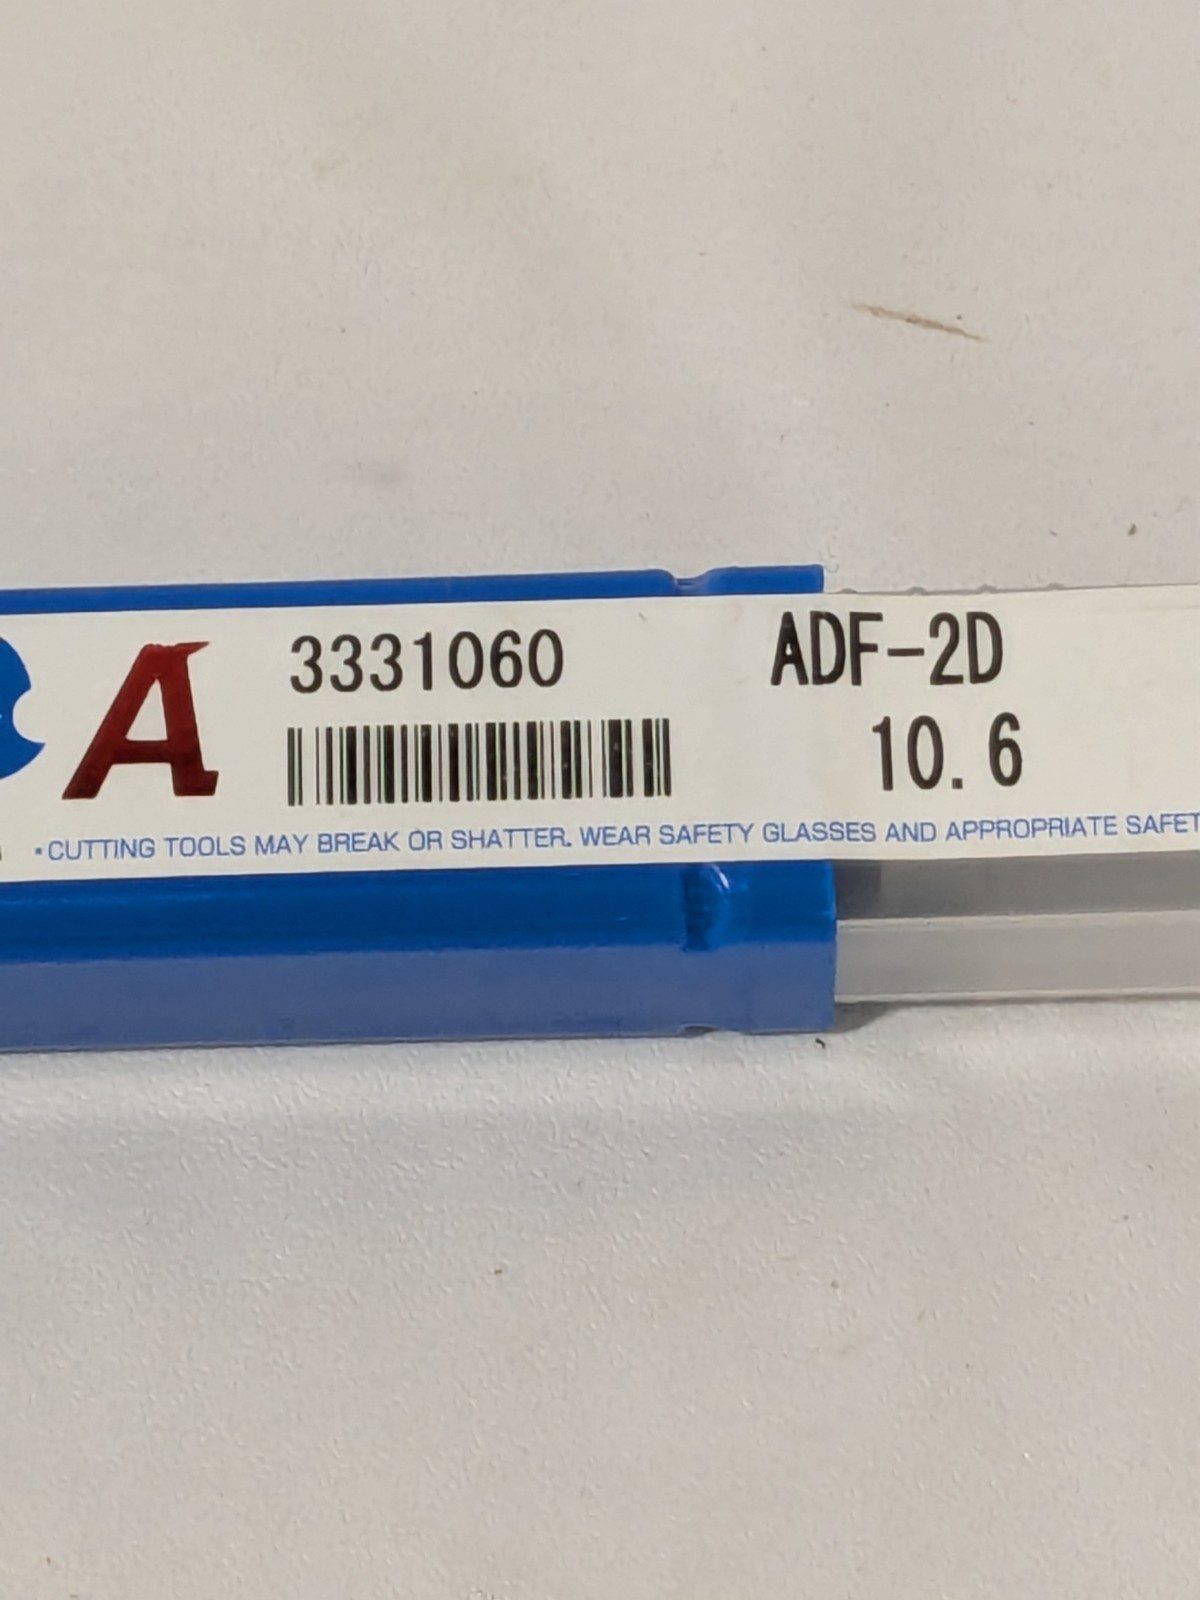 A 3331060 ADF-2D
10.6
•CUTTING TOOLS MAY BREAK OR SHATTER. WEAR SAFETY GLASSES AND APPROPRIATE